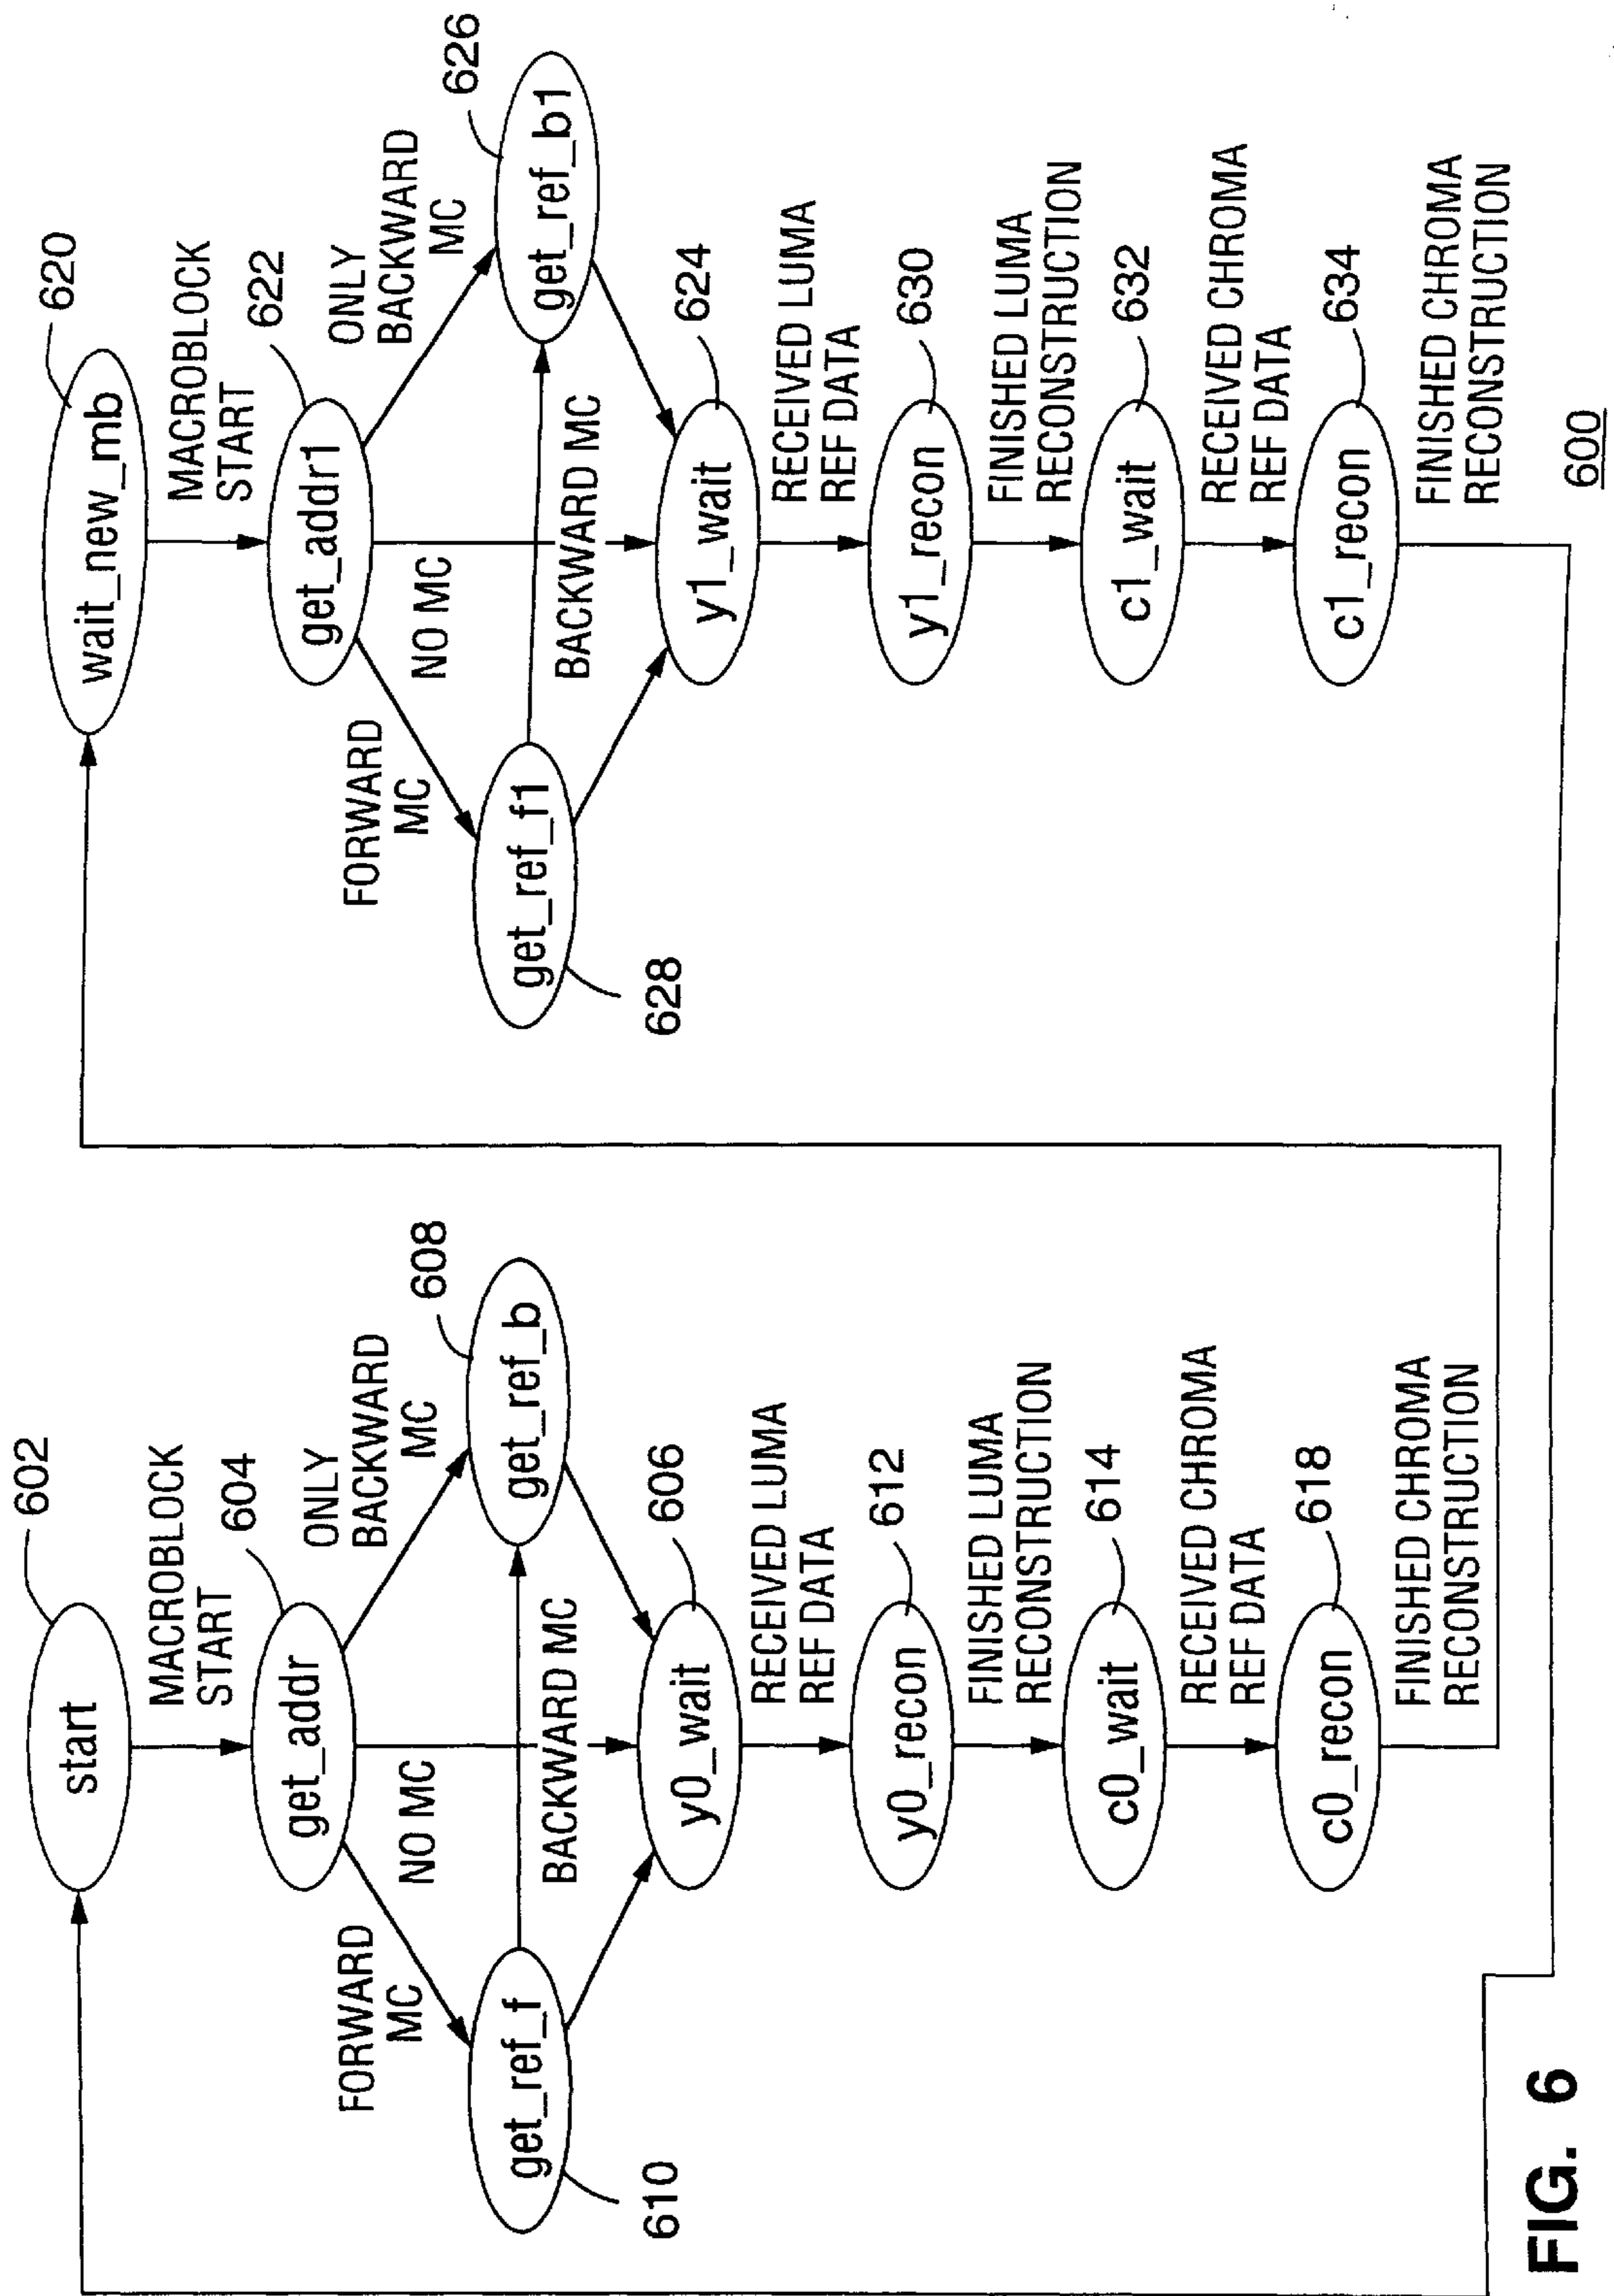 602
start
MACROBLOCK
START
604
get_addr
ONLY
BACKWARD
MC
FORWARD
MC
NO MC
608
get_ref_b
get_ref_f
610
BACKWARD MC
606
y0_wait
RECEIVED LUMA
REF DATA
612
y0_recon
FINISHED LUMA
RECONSTRUCTION
614
c0_wait
RECEIVED CHROMA
REF DATA
618
c0_recon
FINISHED CHROMA
RECONSTRUCTION
620
wait_new_mb
MACROBLOCK
START
622
get_addr1
ONLY
BACKWARD
MC
FORWARD
MC
NO MC
626
get_ref_b1
get_ref_f1
628
BACKWARD MC
624
y1_wait
RECEIVED LUMA
REF DATA
630
y1_recon
FINISHED LUMA
RECONSTRUCTION
632
c1_wait
RECEIVED CHROMA
REF DATA
634
c1_recon
FINISHED CHROMA
RECONSTRUCTION
600
FIG. 6